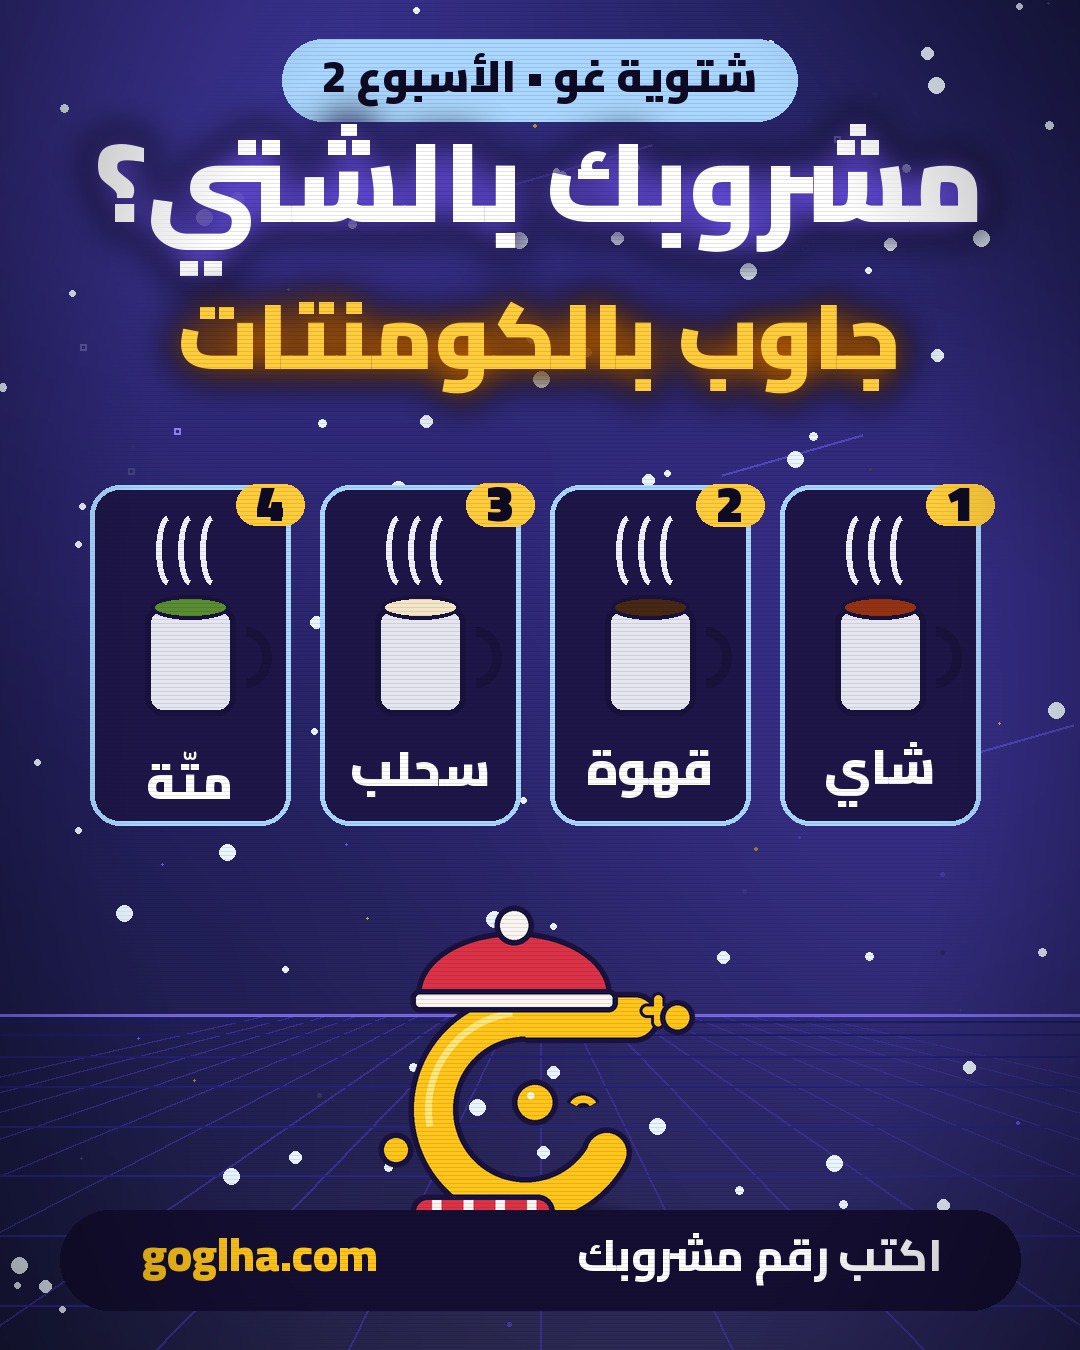 شتوية غو • الأسبوع 2
مشروبك بالشتي؟
جاوب بالكومنتات
1
شاي
2
قهوة
3
سحلب
4
متّة
اكتب رقم مشروبك
goglha.com